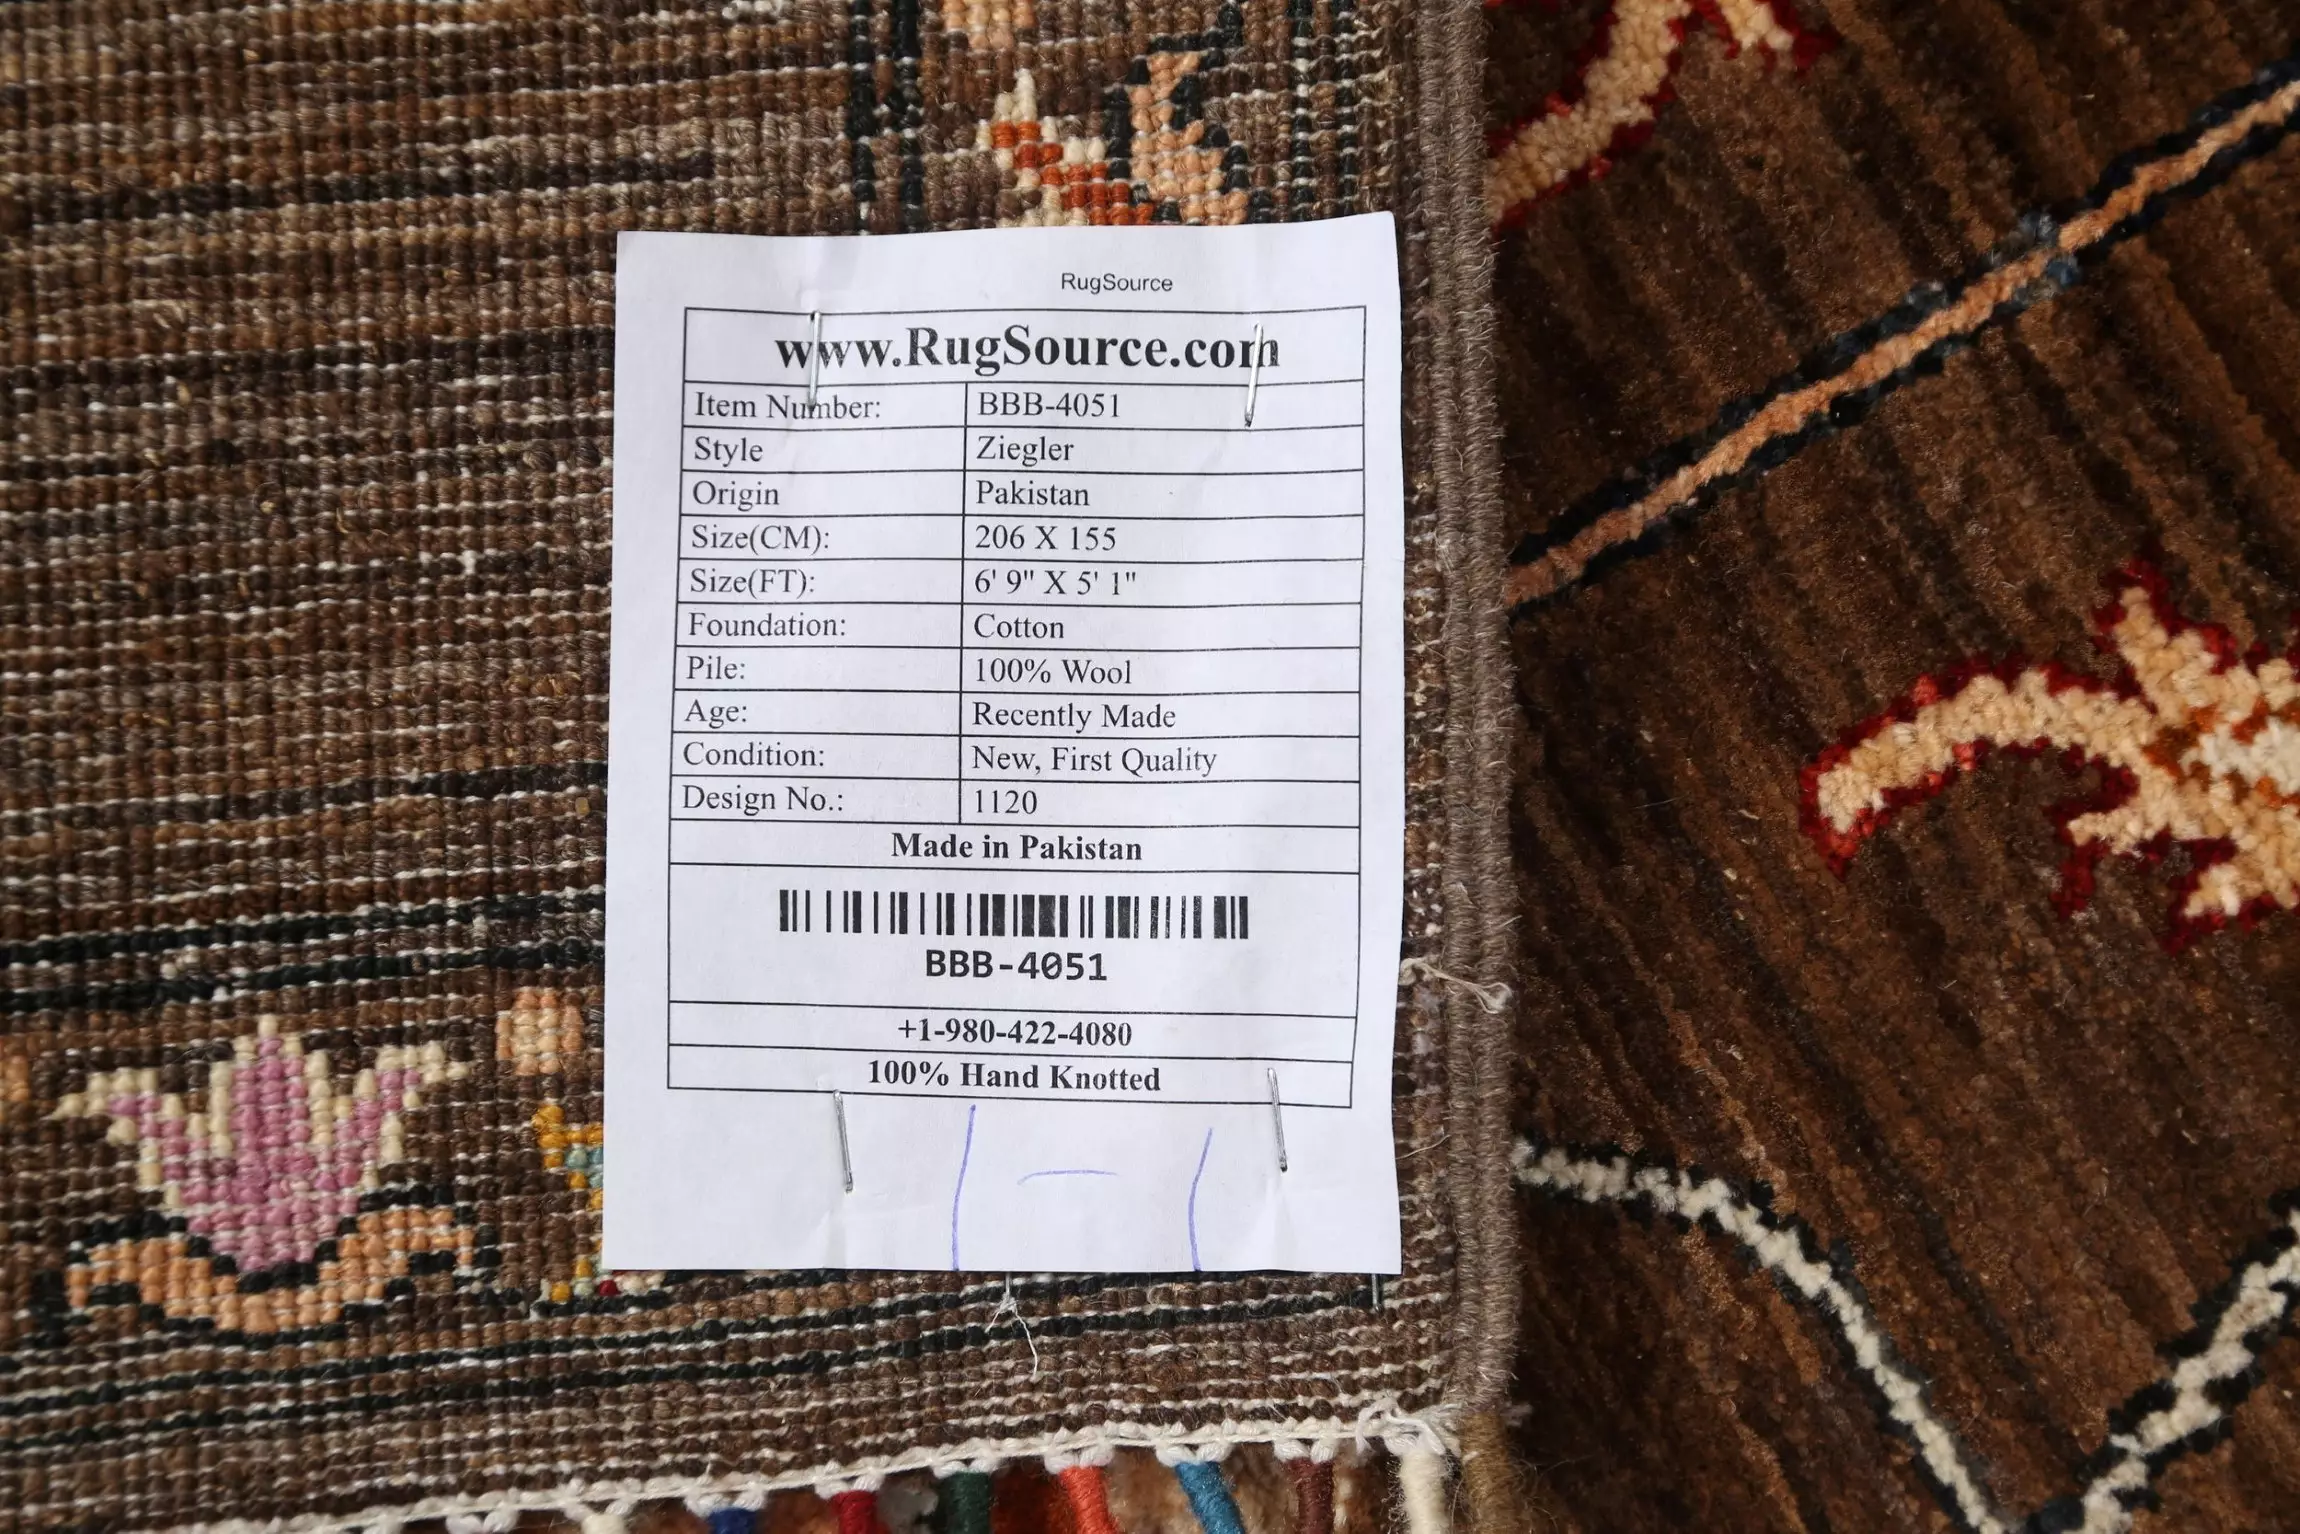 RugSource
www.RugSource.com
Item Number: BBB-4051
Style Ziegler
Origin Pakistan
Size(CM): 206 X 155
Size(FT): 6' 9" X 5' 1"
Foundation: Cotton
Pile: 100% Wool
Age: Recently Made
Condition: New, First Quality
Design No.: 1120
Made in Pakistan
BBB-4051
+1-980-422-4080
100% Hand Knotted
1-1